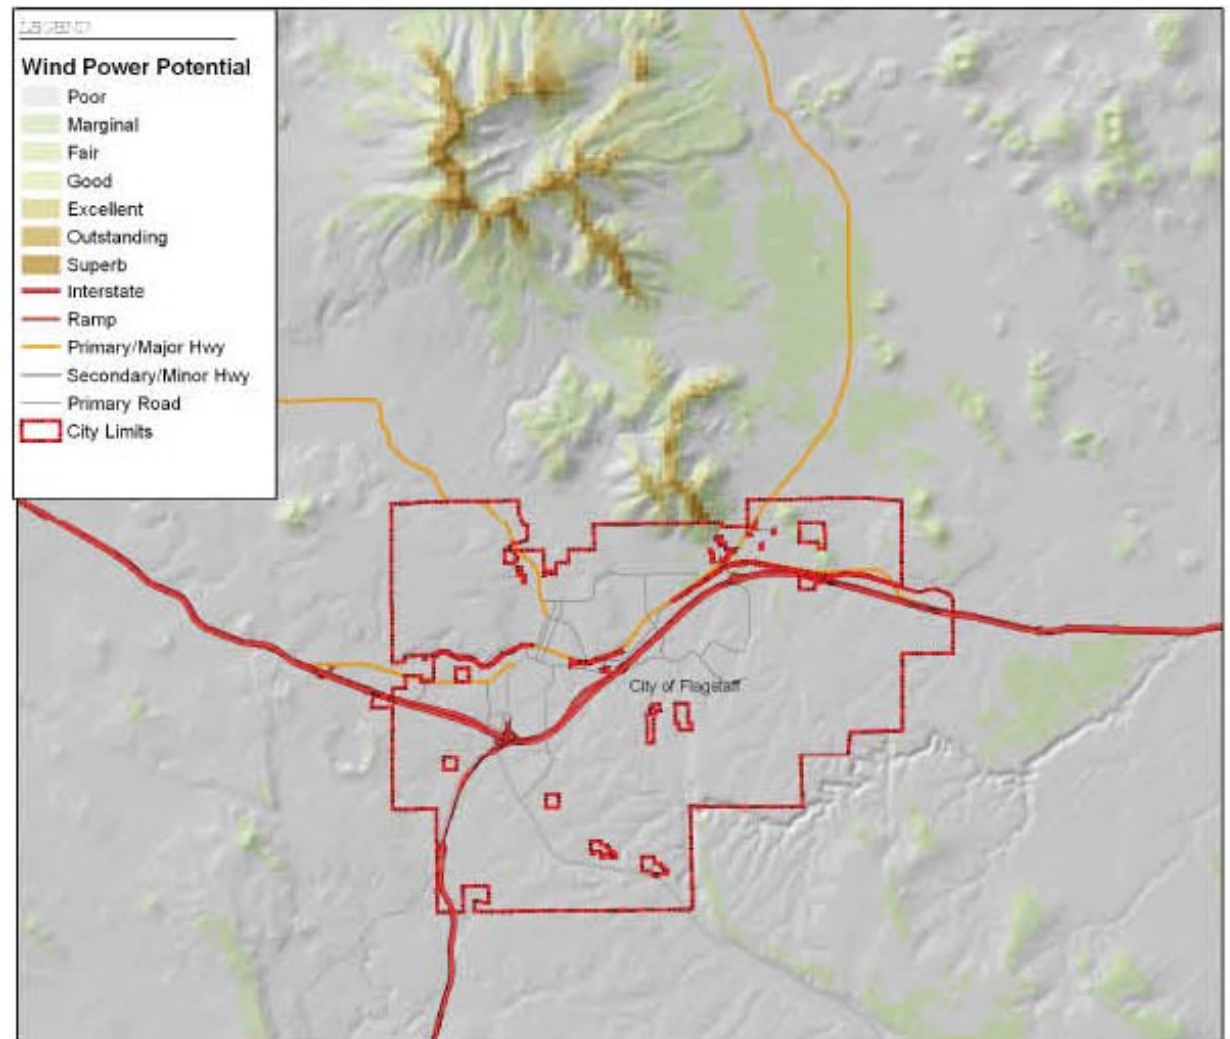 LEGEND
Wind Power Potential
Poor
Marginal
Fair
Good
Excellent
Outstanding
Superb
Interstate
Ramp
Primary/Major Hwy
Secondary/Minor Hwy
Primary Road
City Limits
City of Flagstaff